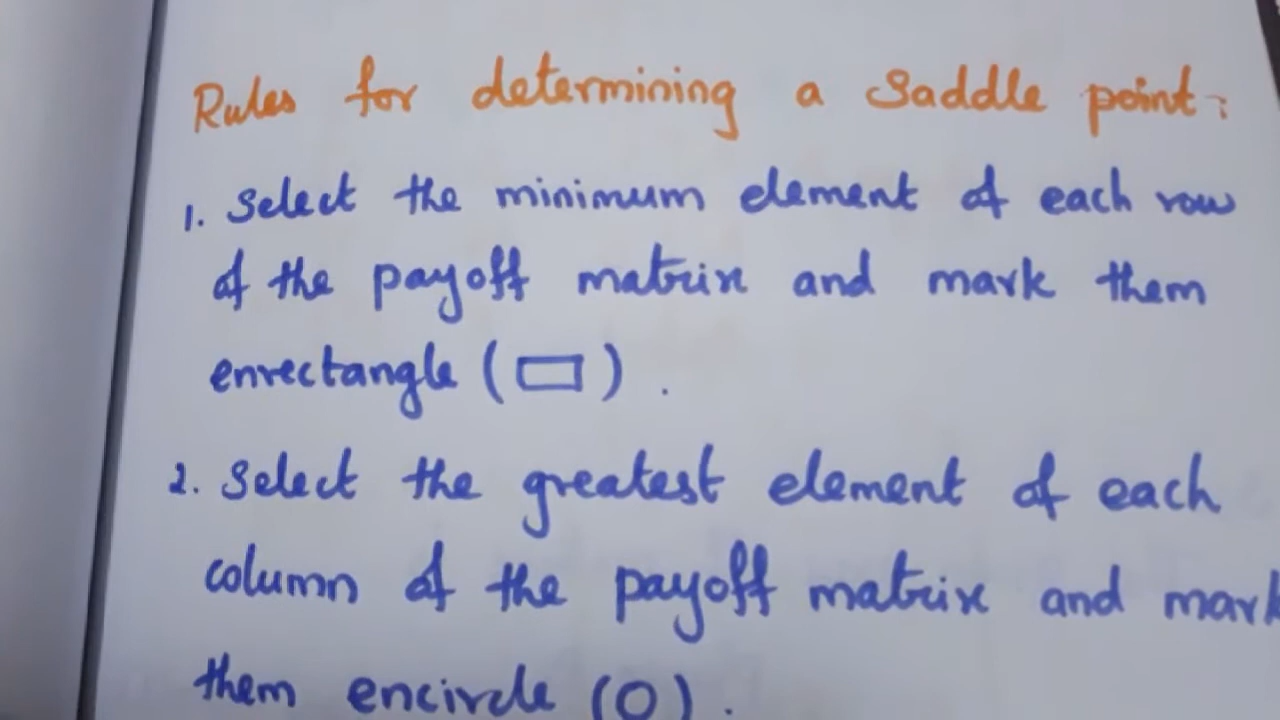 Rules for determining a Saddle point:
1. Select the minimum element of each row
of the payoff matrix and mark them
enrectangle (▭).
2. Select the greatest element of each
column of the payoff matrix and mark
them encircle (O).